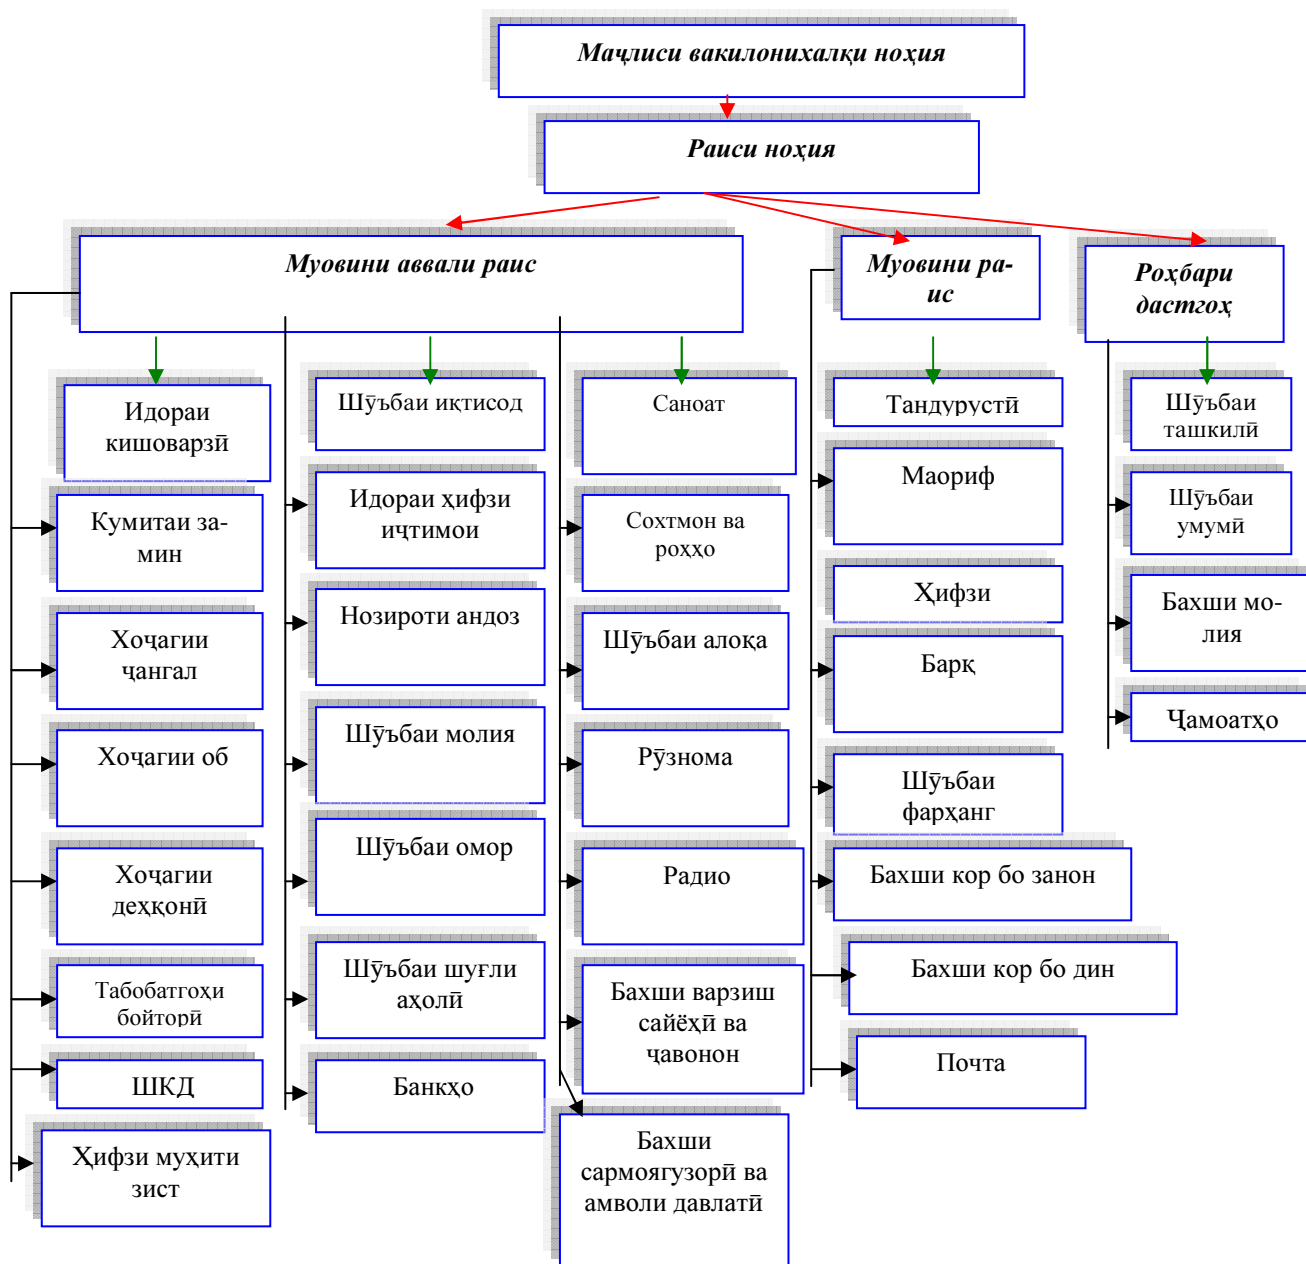 Маҷлиси вакилонихалқи ноҳия
Раиси ноҳия
Муовини аввали раис
Муовини ра-
ис
Роҳбари
дастгоҳ
Идораи
кишоварзӣ
Кумитаи за-
мин
Хоҷагии
ҷангал
Хоҷагии об
Хоҷагии
деҳқонӣ
Табобатгоҳи
бойторӣ
ШКД
Ҳифзи муҳити
зист
Шӯъбаи иқтисод
Идораи ҳифзи
иҷтимои
Нозироти андоз
Шӯъбаи молия
Шӯъбаи омор
Шӯъбаи шуғли
аҳолӣ
Банкҳо
Саноат
Сохтмон ва
роҳҳо
Шӯъбаи алоқа
Рӯзнома
Радио
Бахши варзиш
сайёҳӣ ва
ҷавонон
Бахши
сармоягузорӣ ва
амволи давлатӣ
Тандурустӣ
Маориф
Ҳифзи
Барқ
Шӯъбаи
фарҳанг
Бахши кор бо занон
Бахши кор бо дин
Почта
Шӯъбаи
ташкилӣ
Шӯъбаи
умумӣ
Бахши мо-
лия
Ҷамоатҳо